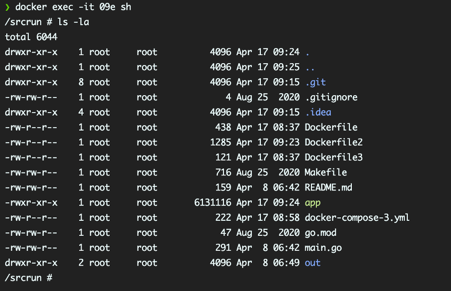 ❯ docker exec -it 09e sh
/srcrun # ls -la
total 6044
drwxr-xr-x    1 root     root          4096 Apr 17 09:24 .
drwxr-xr-x    1 root     root          4096 Apr 17 09:25 ..
drwxr-xr-x    8 root     root          4096 Apr 17 09:15 .git
-rw-rw-r--    1 root     root             4 Aug 25  2020 .gitignore
drwxr-xr-x    4 root     root          4096 Apr 17 09:15 .idea
-rw-r--r--    1 root     root           438 Apr 17 08:37 Dockerfile
-rw-r--r--    1 root     root          1285 Apr 17 09:23 Dockerfile2
-rw-r--r--    1 root     root           121 Apr 17 08:37 Dockerfile3
-rw-rw-r--    1 root     root           716 Aug 25  2020 Makefile
-rw-rw-r--    1 root     root           159 Apr  8 06:42 README.md
-rwxr-xr-x    1 root     root       6131116 Apr 17 09:24 app
-rw-r--r--    1 root     root           222 Apr 17 08:58 docker-compose-3.yml
-rw-rw-r--    1 root     root            47 Aug 25  2020 go.mod
-rw-rw-r--    1 root     root           291 Apr  8 06:42 main.go
drwxr-xr-x    2 root     root          4096 Apr  8 06:49 out
/srcrun #